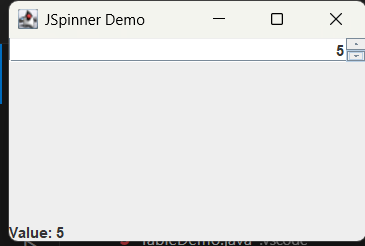 JSpinner Demo
5
Value: 5
TableDemo.java .vscode